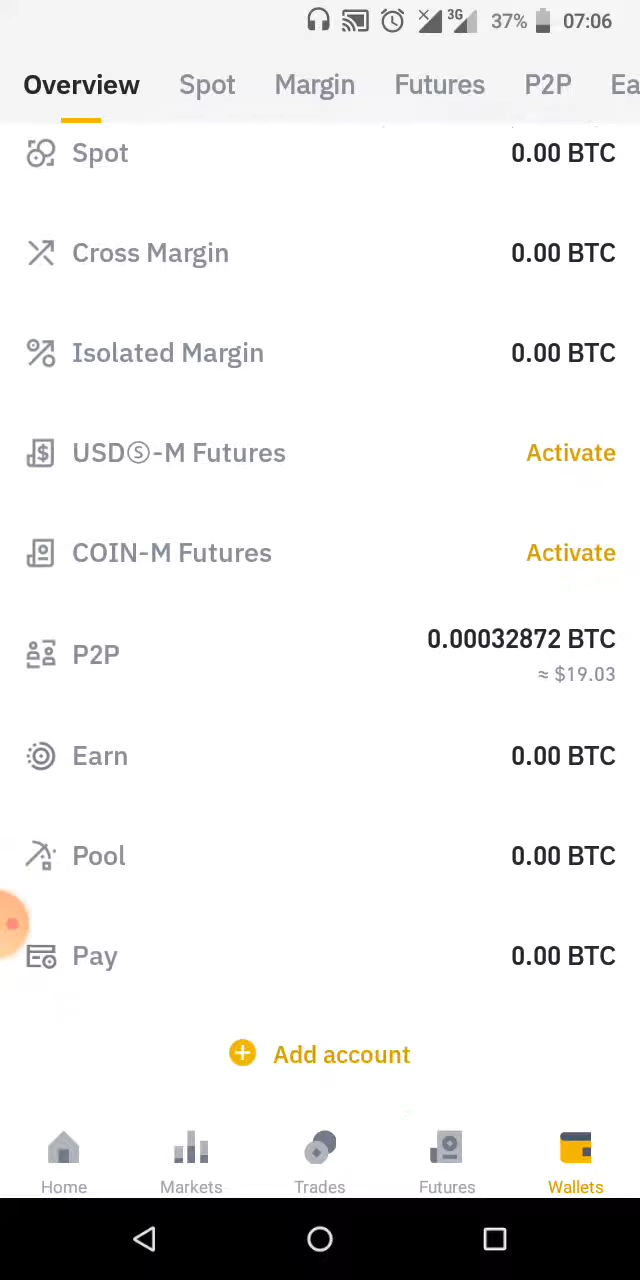 3G 37% 07:06
Overview Spot Margin Futures P2P Ea
Spot 0.00 BTC
Cross Margin 0.00 BTC
Isolated Margin 0.00 BTC
USDⓈ-M Futures Activate
COIN-M Futures Activate
P2P 0.00032872 BTC
≈ $19.03
Earn 0.00 BTC
Pool 0.00 BTC
Pay 0.00 BTC
Add account
Home Markets Trades Futures Wallets